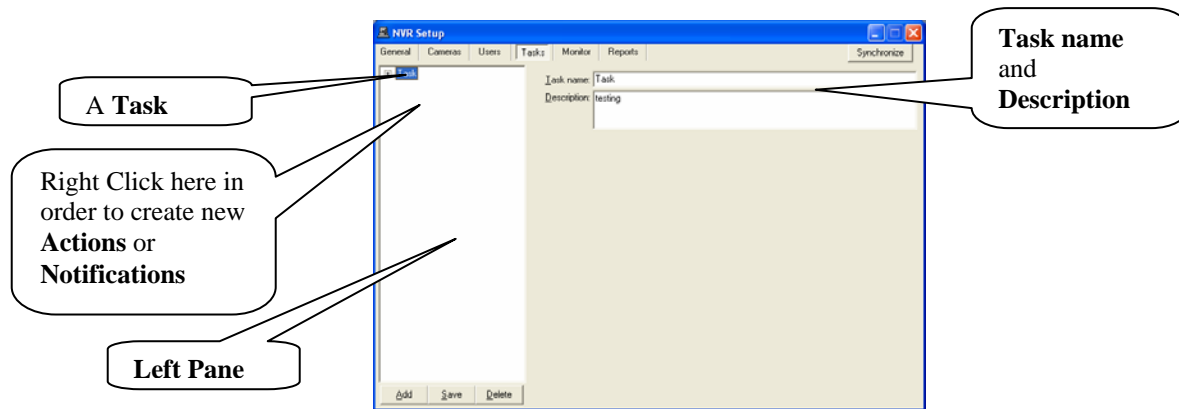 NVR Setup
General Cameras Users Tasks Monitor Reports Synchronize
Task
Task name: Task
Description: testing
Add Save Delete
A Task
Right Click here in
order to create new
Actions or
Notifications
Left Pane
Task name
and
Description